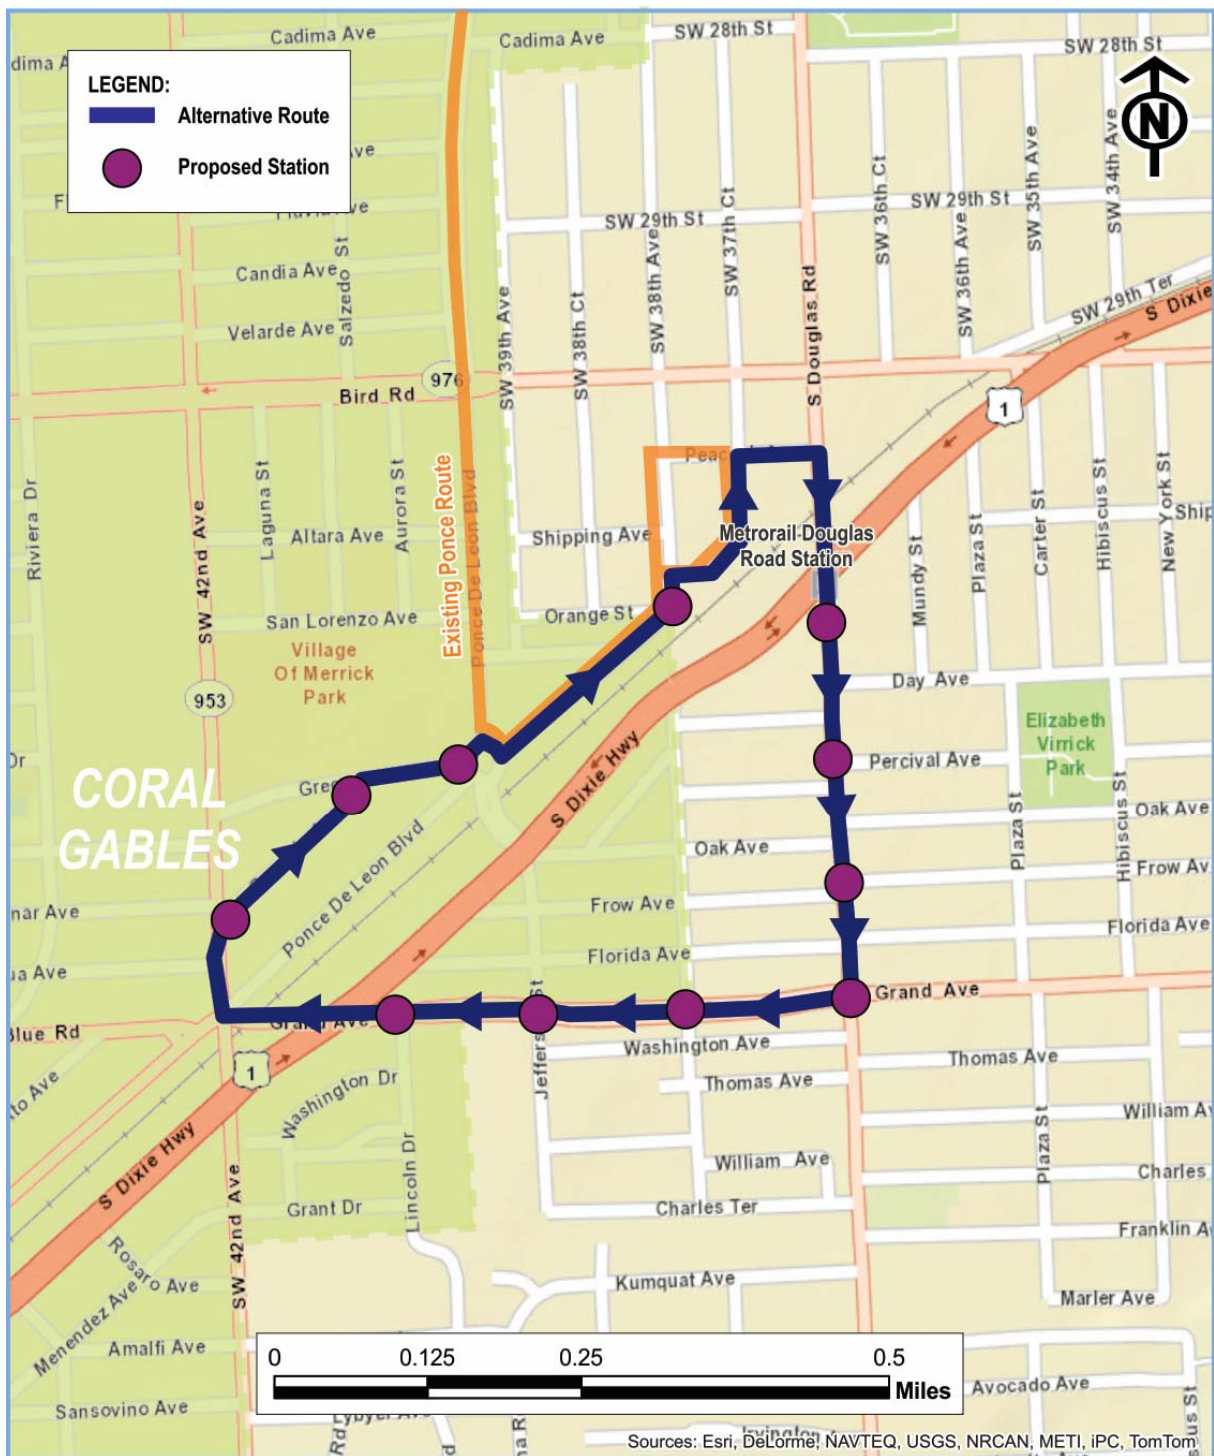 Cadima Ave
Cadima Ave
SW 28th St
SW 28th St
LEGEND:
Alternative Route
Proposed Station
N
SW 29th St
SW 29th St
SW 38th Ave
SW 37th Ct
SW 36th Ct
SW 35th Ave
SW 34th Ave
SW 36th Ave
Candia Ave
Salzedo St
Velarde Ave
SW 39th Ave
SW 38th Ct
S Douglas Rd
SW 29th Ter
S Dixie
976
Bird Rd
1
Riviera Dr
SW 42nd Ave
Laguna St
Aurora St
Altara Ave
Existing Ponce Route
Ponce De Leon Blvd
Shipping Ave
Metrorail Douglas
Road Station
Mundy St
Plaza St
Carter St
Hibiscus St
New York St
Ship
San Lorenzo Ave
Orange St
Village
Of Merrick
Park
953
Day Ave
Elizabeth
Virrick
Park
Percival Ave
CORAL
GABLES
S Dixie Hwy
Ponce De Leon Blvd
Oak Ave
Oak Ave
Plaza St
Hibiscus St
Frow Ave
Frow Av
Florida Ave
Florida Ave
Grand Ave
Blue Rd
1
Washington Ave
Thomas Ave
Thomas Ave
Washington Dr
William Ave
William Av
Plaza St
Charles
S Dixie Hwy
SW 42nd Ave
Grant Dr
Lincoln Dr
Charles Ter
Franklin A
Rosaro Ave
Menendez Ave
Kumquat Ave
Marler Ave
Amalfi Ave
0 0.125 0.25 0.5
Miles
Avocado Ave
Sansovino Ave
Sources: Esri, DeLorme, NAVTEQ, USGS, NRCAN, METI, iPC, TomTom